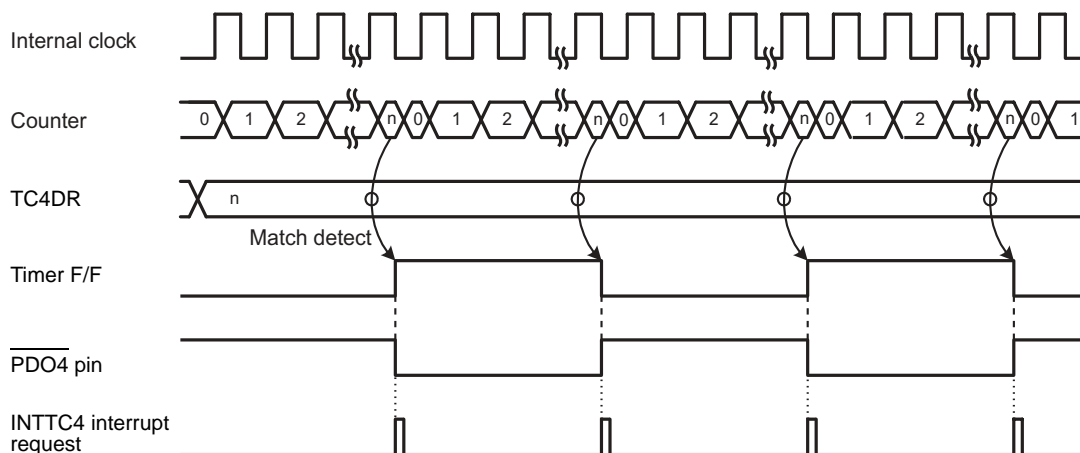 Internal clock
Counter 0 1 2 n 0 1 2 n 0 1 2 n 0 1 2 n 0 1
TC4DR n
Match detect
Timer F/F
PDO4 pin
INTTC4 interrupt
request